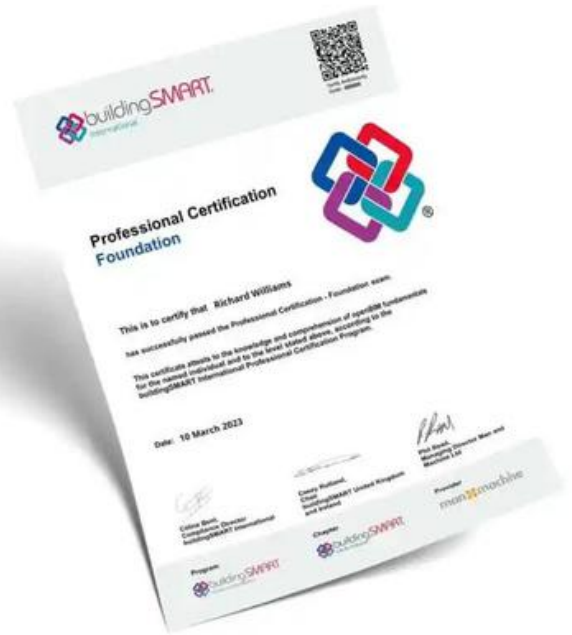 buildingSMART.
International
Professional Certification
Foundation
®
This is to certify that Richard Williams
has successfully passed the Professional Certification - Foundation exam.
This certificate attests to the knowledge and comprehension of openBIM fundamentals
for the named individual and to the level stated above, according to the
buildingSMART International Professional Certification Program.
Date: 10 March 2023
Phil Read,
Managing Director Man and
Machine Ltd
Casey Rutland,
Chair
buildingSMART United Kingdom
and Ireland
Compliance Director
buildingSMART International
Program:
buildingSMART
Chapter:
buildingSMART
Provider
man machine